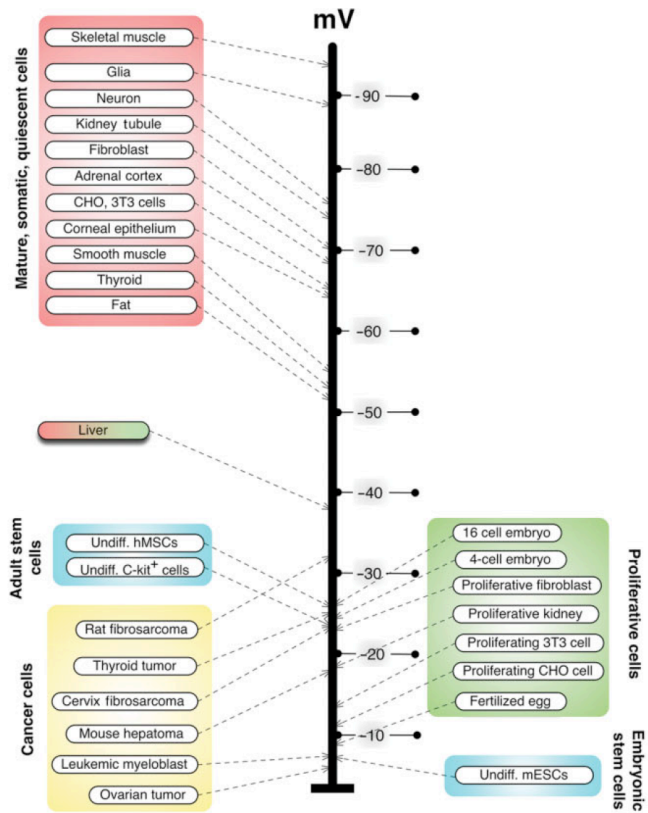 mV
Mature, somatic, quiescent cells
Skeletal muscle
Glia
Neuron
Kidney tubule
Fibroblast
Adrenal cortex
CHO, 3T3 cells
Corneal epithelium
Smooth muscle
Thyroid
Fat
-90
-80
-70
-60
-50
-40
-30
-20
-10
Liver
Adult stem
cells
Undiff. hMSCs
Undiff. C-kit+ cells
Cancer cells
Rat fibrosarcoma
Thyroid tumor
Cervix fibrosarcoma
Mouse hepatoma
Leukemic myeloblast
Ovarian tumor
Proliferative cells
16 cell embryo
4-cell embryo
Proliferative fibroblast
Proliferative kidney
Proliferating 3T3 cell
Proliferating CHO cell
Fertilized egg
Embryonic
stem cells
Undiff. mESCs